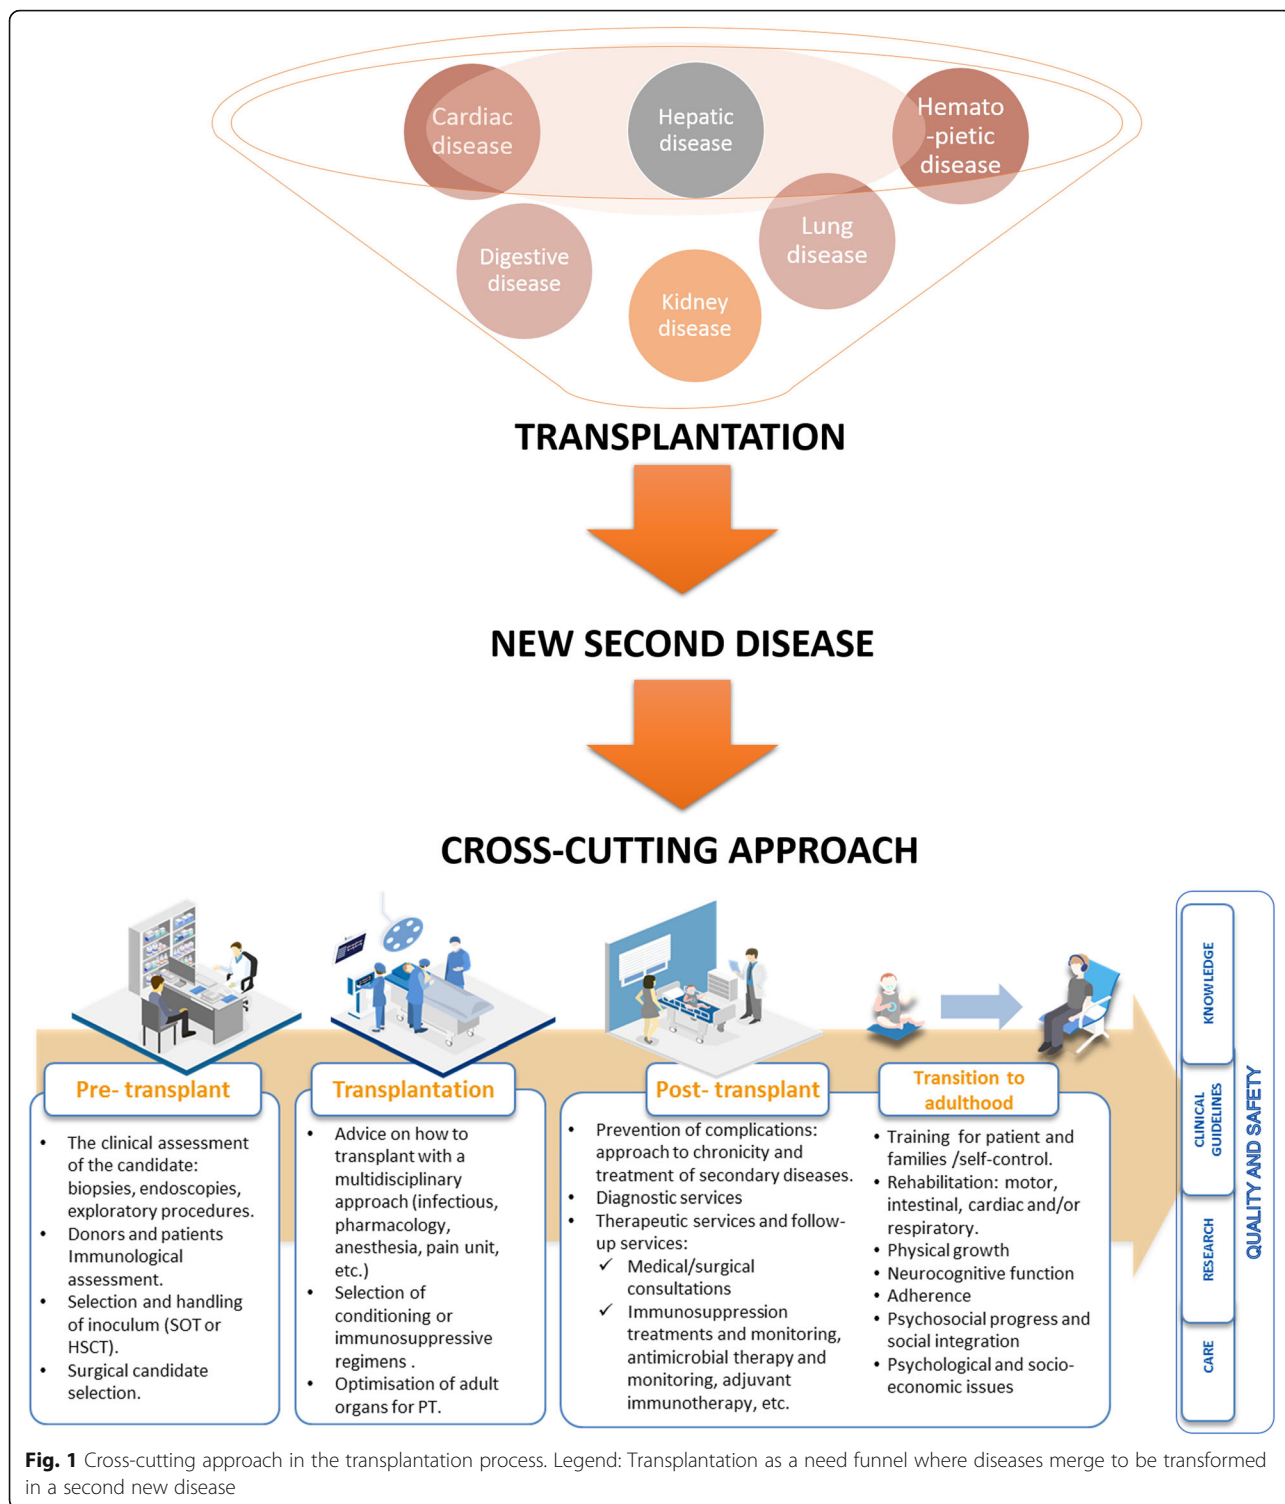 Cardiac
disease
Hepatic
disease
Hemato
-pietic
disease
Digestive
disease
Lung
disease
Kidney
disease
TRANSPLANTATION
NEW SECOND DISEASE
CROSS-CUTTING APPROACH
Pre- transplant
• The clinical assessment
of the candidate:
biopsies, endoscopies,
exploratory procedures.
• Donors and patients
Immunological
assessment.
• Selection and handling
of inoculum (SOT or
HSCT).
• Surgical candidate
selection.
Transplantation
• Advice on how to
transplant with a
multidisciplinary
approach (infectious,
pharmacology,
anesthesia, pain unit,
etc.)
• Selection of
conditioning or
immunosuppressive
regimens .
• Optimisation of adult
organs for PT.
Post- transplant
• Prevention of complications:
approach to chronicity and
treatment of secondary diseases.
• Diagnostic services
• Therapeutic services and follow-
up services:
✓ Medical/surgical
consultations
✓ Immunosuppression
treatments and monitoring,
antimicrobial therapy and
monitoring, adjuvant
immunotherapy, etc.
Transition to
adulthood
• Training for patient and
families /self-control.
• Rehabilitation: motor,
intestinal, cardiac and/or
respiratory.
• Physical growth
• Neurocognitive function
• Adherence
• Psychosocial progress and
social integration
• Psychological and socio-
economic issues
KNOWLEDGE
CLINICAL
GUIDELINES
RESEARCH
CARE
QUALITY AND SAFETY
Fig. 1 Cross-cutting approach in the transplantation process. Legend: Transplantation as a need funnel where diseases merge to be transformed
in a second new disease